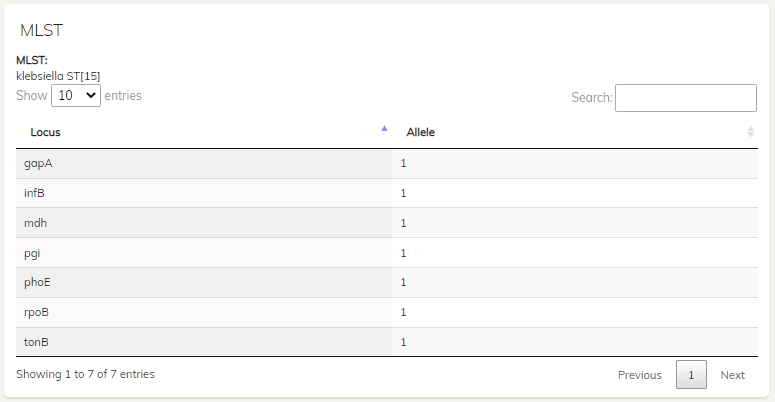 MLST
MLST:
klebsiella ST[15]
Show 10 entries
Search:
Locus Allele
gapA 1
infB 1
mdh 1
pgi 1
phoE 1
rpoB 1
tonB 1
Showing 1 to 7 of 7 entries
Previous 1 Next